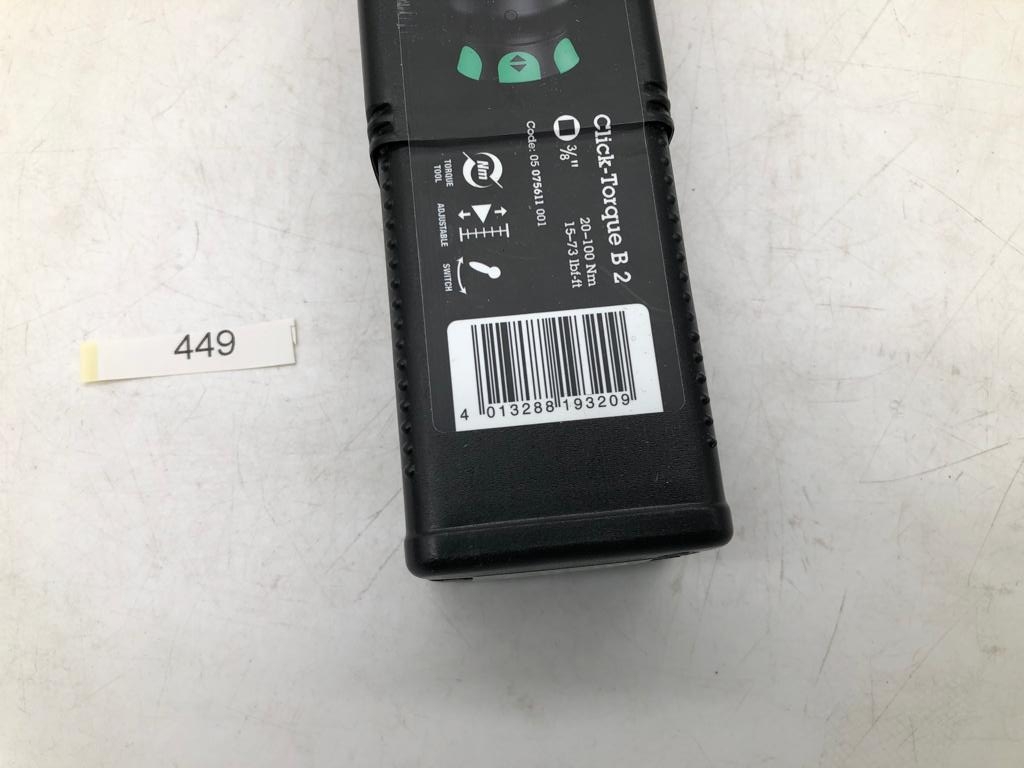 Click-Torque B 2
3/8"
20-100 Nm
15-73 lbf-ft
Code: 05 075611 001
Nm
TORQUE
TOOL
ADJUSTABLE
SWITCH
4 013288 193209
449